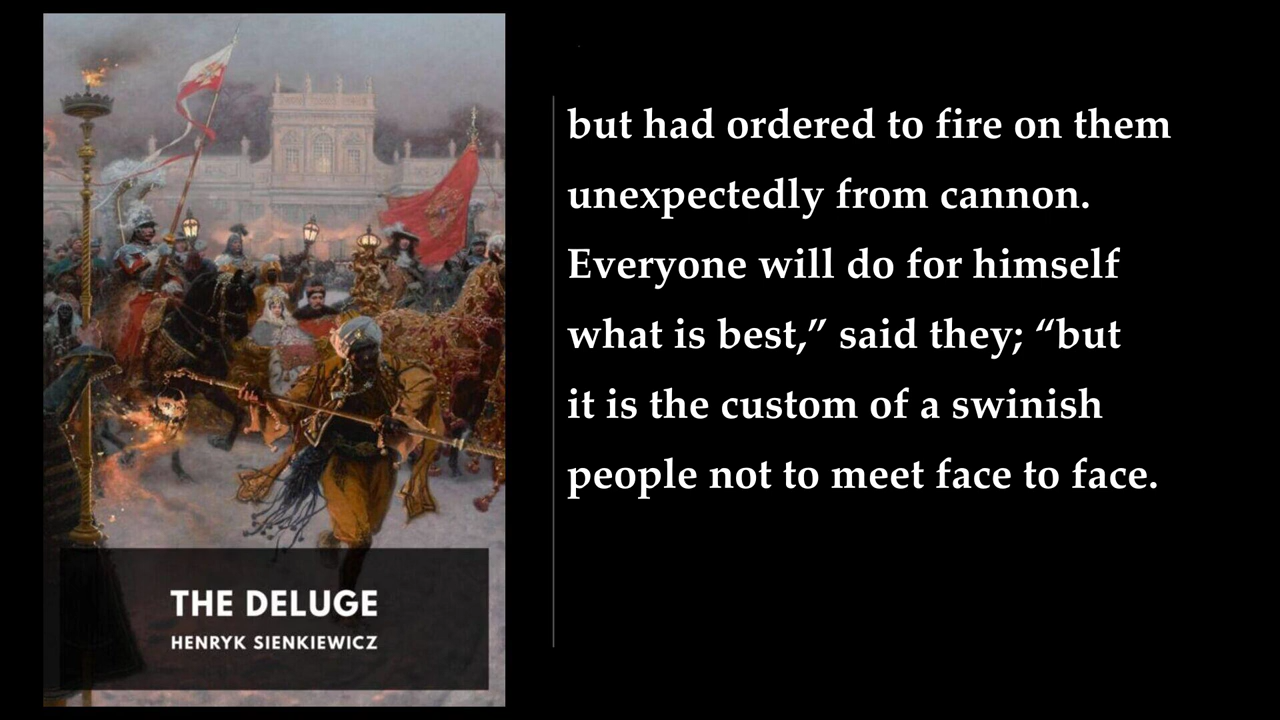 but had ordered to fire on them
unexpectedly from cannon.
Everyone will do for himself
what is best,” said they; “but
it is the custom of a swinish
people not to meet face to face.
THE DELUGE
HENRYK SIENKIEWICZ